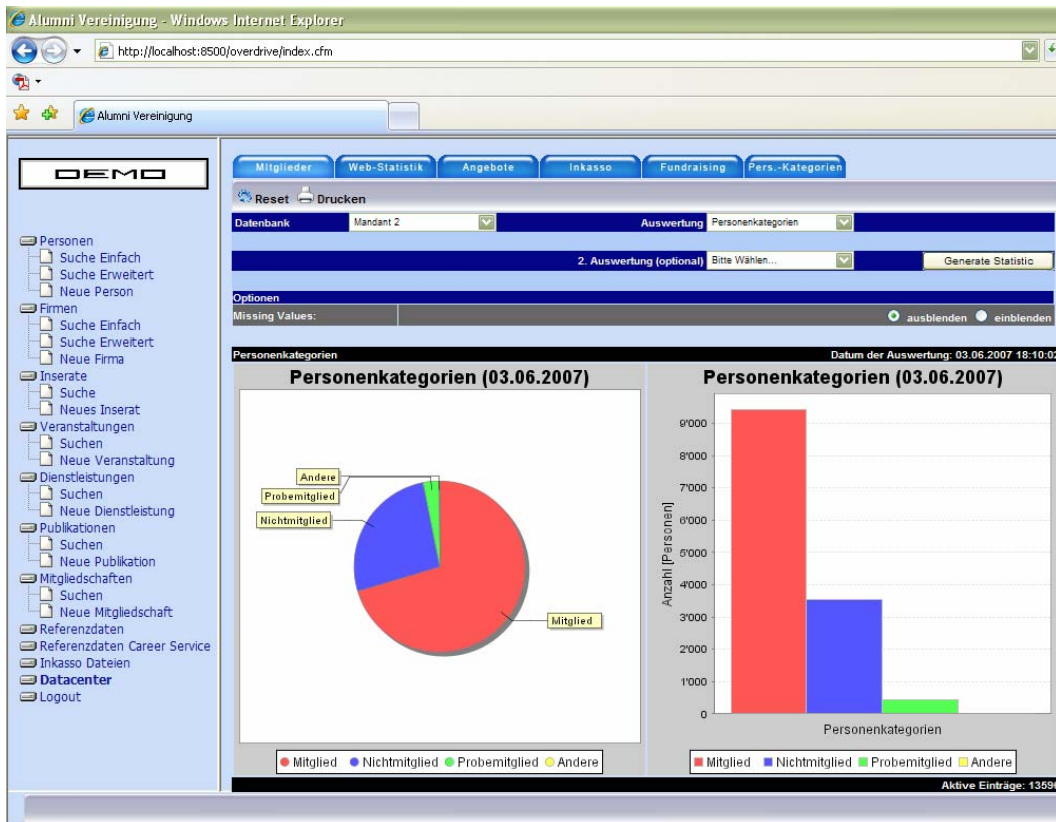 Alumni Vereinigung - Windows Internet Explorer
http://localhost:8500/overdrive/index.cfm
Alumni Vereinigung
DEMO
Personen
Suche Einfach
Suche Erweitert
Neue Person
Firmen
Suche Einfach
Suche Erweitert
Neue Firma
Inserate
Suche
Neues Inserat
Veranstaltungen
Suchen
Neue Veranstaltung
Dienstleistungen
Suchen
Neue Dienstleistung
Publikationen
Suchen
Neue Publikation
Mitgliedschaften
Suchen
Neue Mitgliedschaft
Referenzdaten
Referenzdaten Career Service
Inkasso Dateien
Datacenter
Logout
Mitglieder Web-Statistik Angebote Inkasso Fundraising Pers.-Kategorien
Reset Drucken
Datenbank Mandant 2 Auswertung Personenkategorien
2. Auswertung (optional) Bitte Wählen... Generate Statistic
Optionen
Missing Values: ausblenden einblenden
Personenkategorien Datum der Auswertung: 03.06.2007 18:10:02
Personenkategorien (03.06.2007)
Andere
Probemitglied
Nichtmitglied
Mitglied
Mitglied Nichtmitglied Probemitglied Andere
Personenkategorien (03.06.2007)
Anzahl [Personen]
9'000
8'000
7'000
6'000
5'000
4'000
3'000
2'000
1'000
0
Personenkategorien
Mitglied Nichtmitglied Probemitglied Andere
Aktive Einträge: 13596